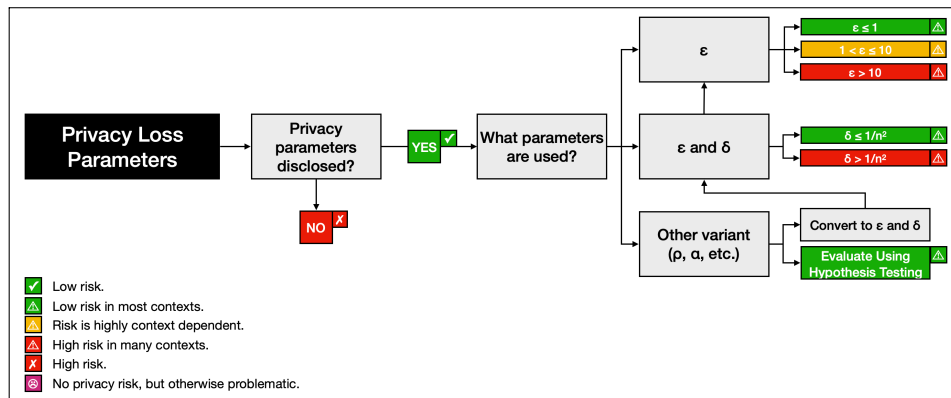 Privacy Loss
Parameters
Privacy
parameters
disclosed?
YES
✓
NO
✗
What parameters
are used?
ε
ε ≤ 1
1 < ε ≤ 10
ε > 10
ε and δ
δ ≤ 1/n²
δ > 1/n²
Other variant
(ρ, α, etc.)
Convert to ε and δ
Evaluate Using
Hypothesis Testing
✓ Low risk.
⚠ Low risk in most contexts.
⚠ Risk is highly context dependent.
⚠ High risk in many contexts.
✗ High risk.
☹ No privacy risk, but otherwise problematic.